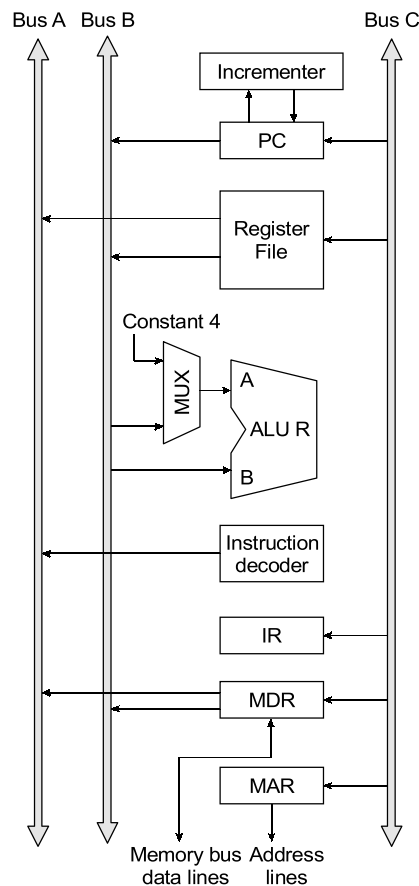 Bus A
Bus B
Bus C
Incrementer
PC
Register
File
Constant 4
MUX
A
ALU R
B
Instruction
decoder
IR
MDR
MAR
Memory bus
data lines
Address
lines